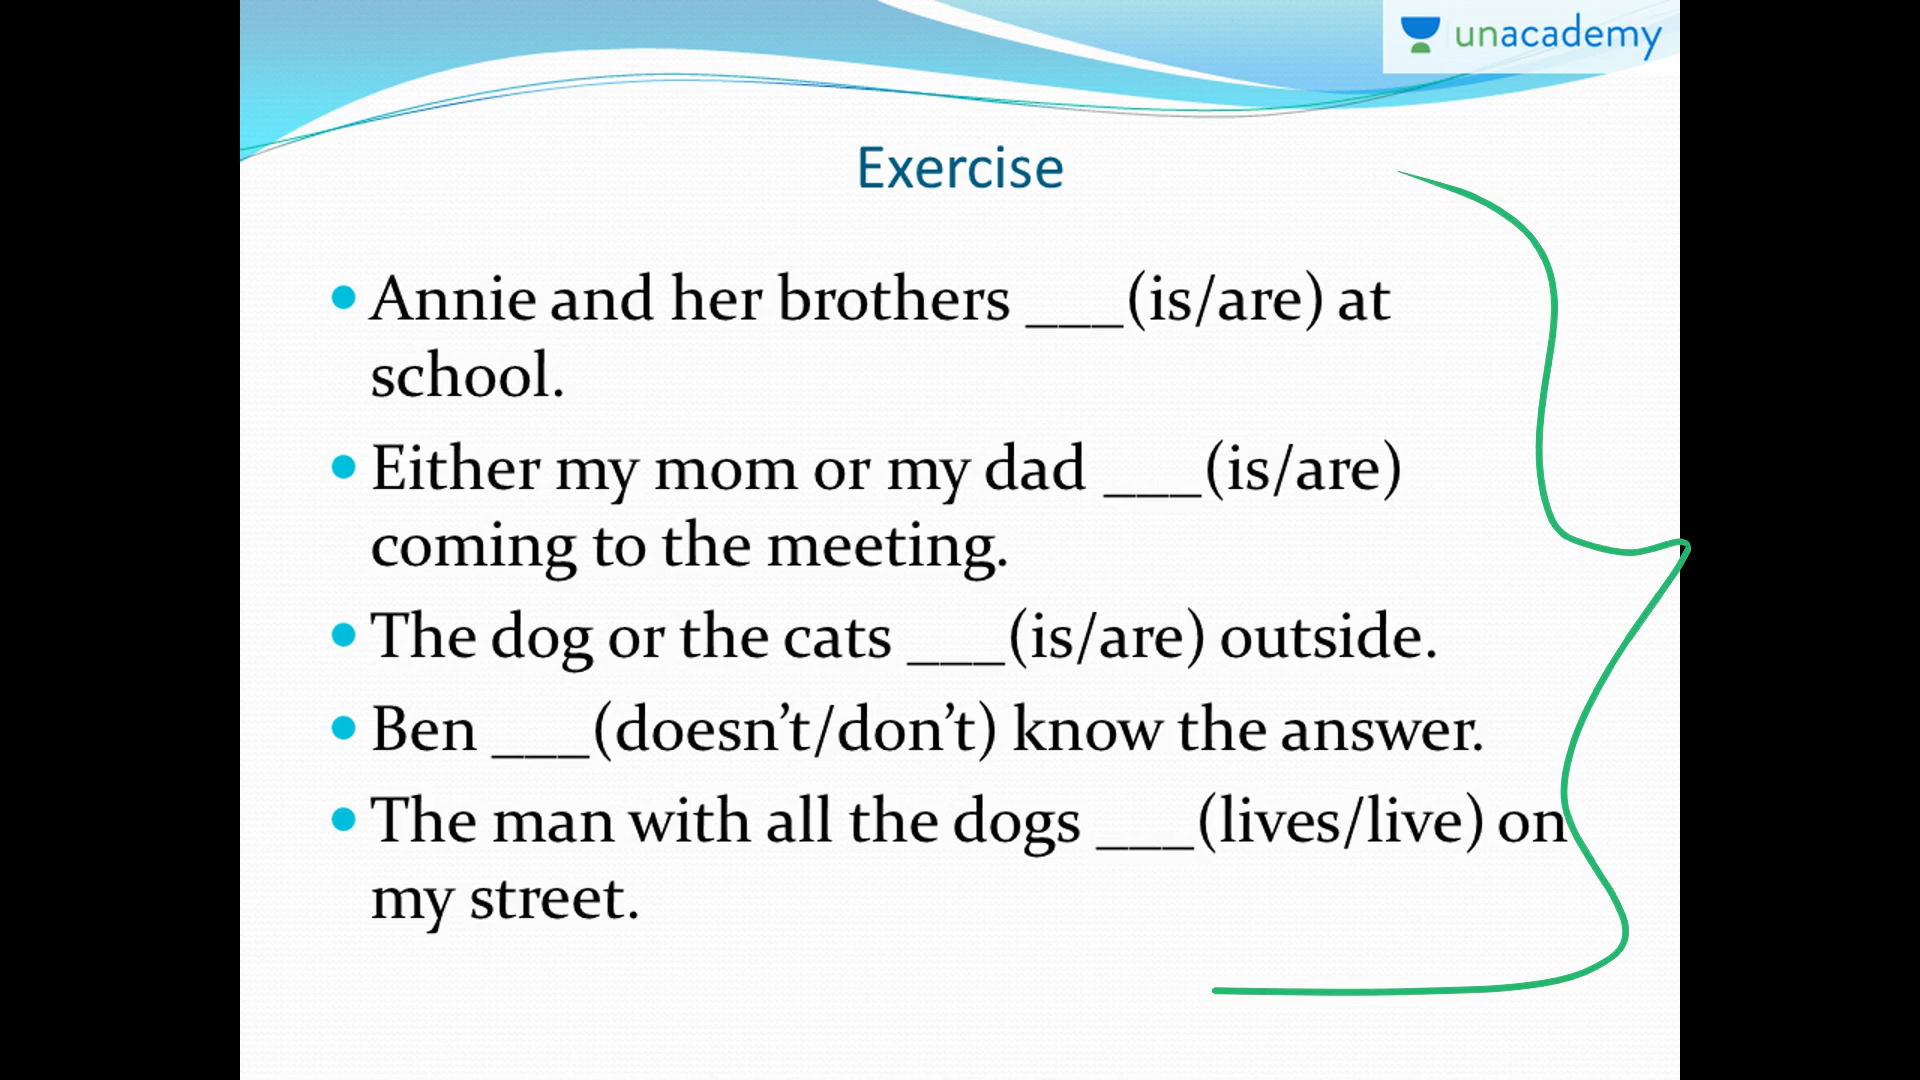 unacademy
Exercise
• Annie and her brothers ___(is/are) at
school.
• Either my mom or my dad ___(is/are)
coming to the meeting.
• The dog or the cats ___(is/are) outside.
• Ben ___(doesn’t/don’t) know the answer.
• The man with all the dogs ___(lives/live) on
my street.